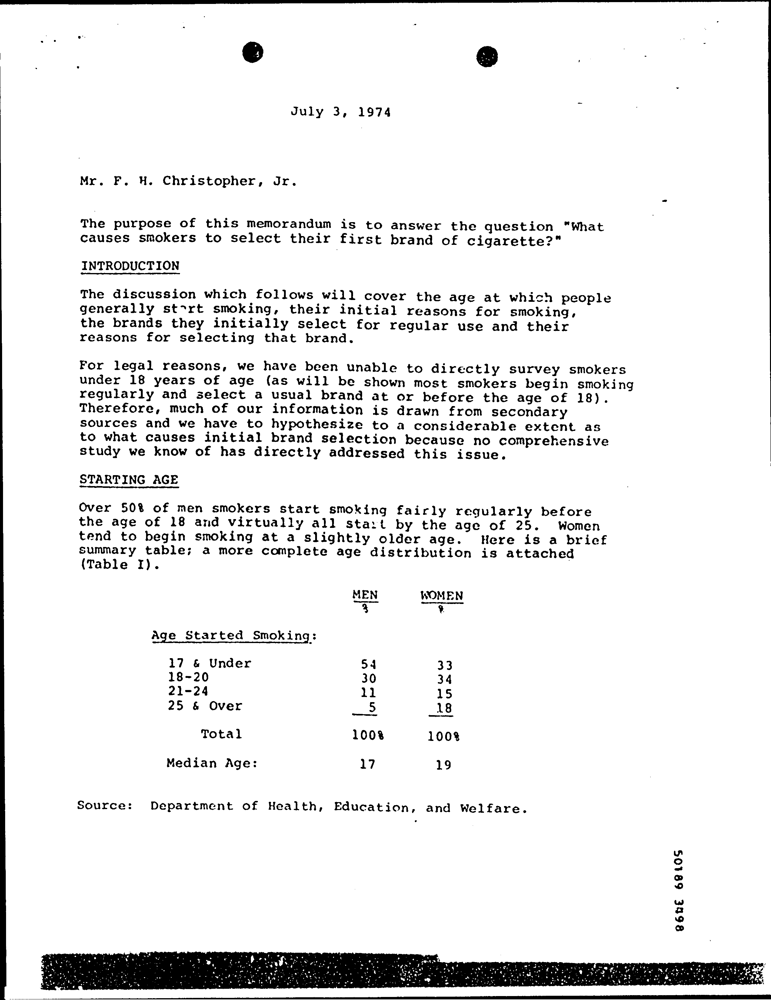 July 3, 1974
Mr. F. H. Christopher, Jr.
The purpose of this memorandum is to answer the question "What
causes smokers to select their first brand of cigarette?"
INTRODUCTION
The discussion which follows will cover the age at which people
generally start smoking, their initial reasons for smoking,
the brands they initially select for regular use and their
reasons for selecting that brand.
For legal reasons, we have been unable to directly survey smokers
under 18 years of age (as will be shown most smokers begin smoking
regularly and select a usual brand at or before the age of 18).
Therefore, much of our information is drawn from secondary
sources and we have to hypothesize to a considerable extent as
to what causes initial brand selection because no comprehensive
study we know of has directly addressed this issue.
STARTING AGE
Over 50% of men smokers start smoking fairly regularly before
the age of 18 and virtually all start by the age of 25. Women
tend to begin smoking at a slightly older age. Here is a brief
summary table; a more complete age distribution is attached
(Table I).
MEN WOMEN
% %
Age Started Smoking:
17 & Under 54 33
18-20 30 34
21-24 11 15
25 & Over 5 18
Total 100% 100%
Median Age: 17 19
Source: Department of Health, Education, and Welfare.
50189